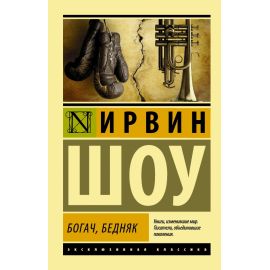 ИРВИН
ШОУ
БОГАЧ, БЕДНЯК
Книги, изменившие мир.
Писатели, объединившие
поколения.
ЭКСКЛЮЗИВНАЯ КЛАССИКА